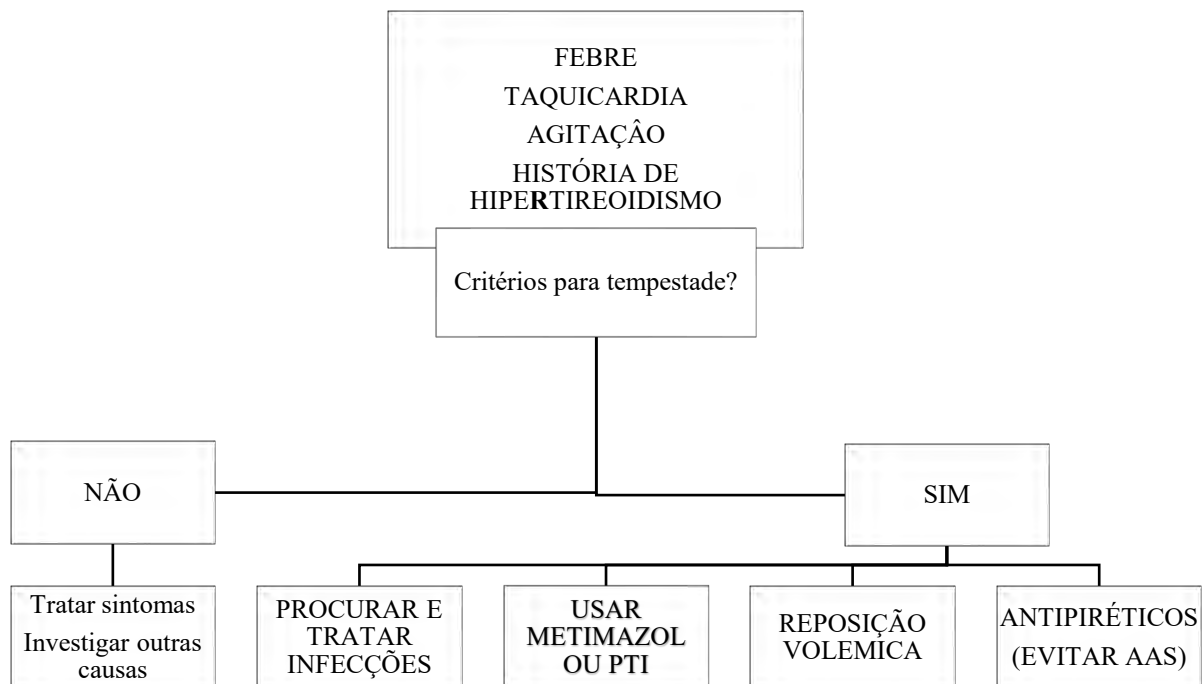 FEBRE
TAQUICARDIA
AGITAÇÂO
HISTÓRIA DE
HIPERTIREOIDISMO
Critérios para tempestade?
NÃO
SIM
Tratar sintomas
Investigar outras
causas
PROCURAR E
TRATAR
INFECÇÕES
USAR
METIMAZOL
OU PTI
REPOSIÇÃO
VOLEMICA
ANTIPIRÉTICOS
(EVITAR AAS)